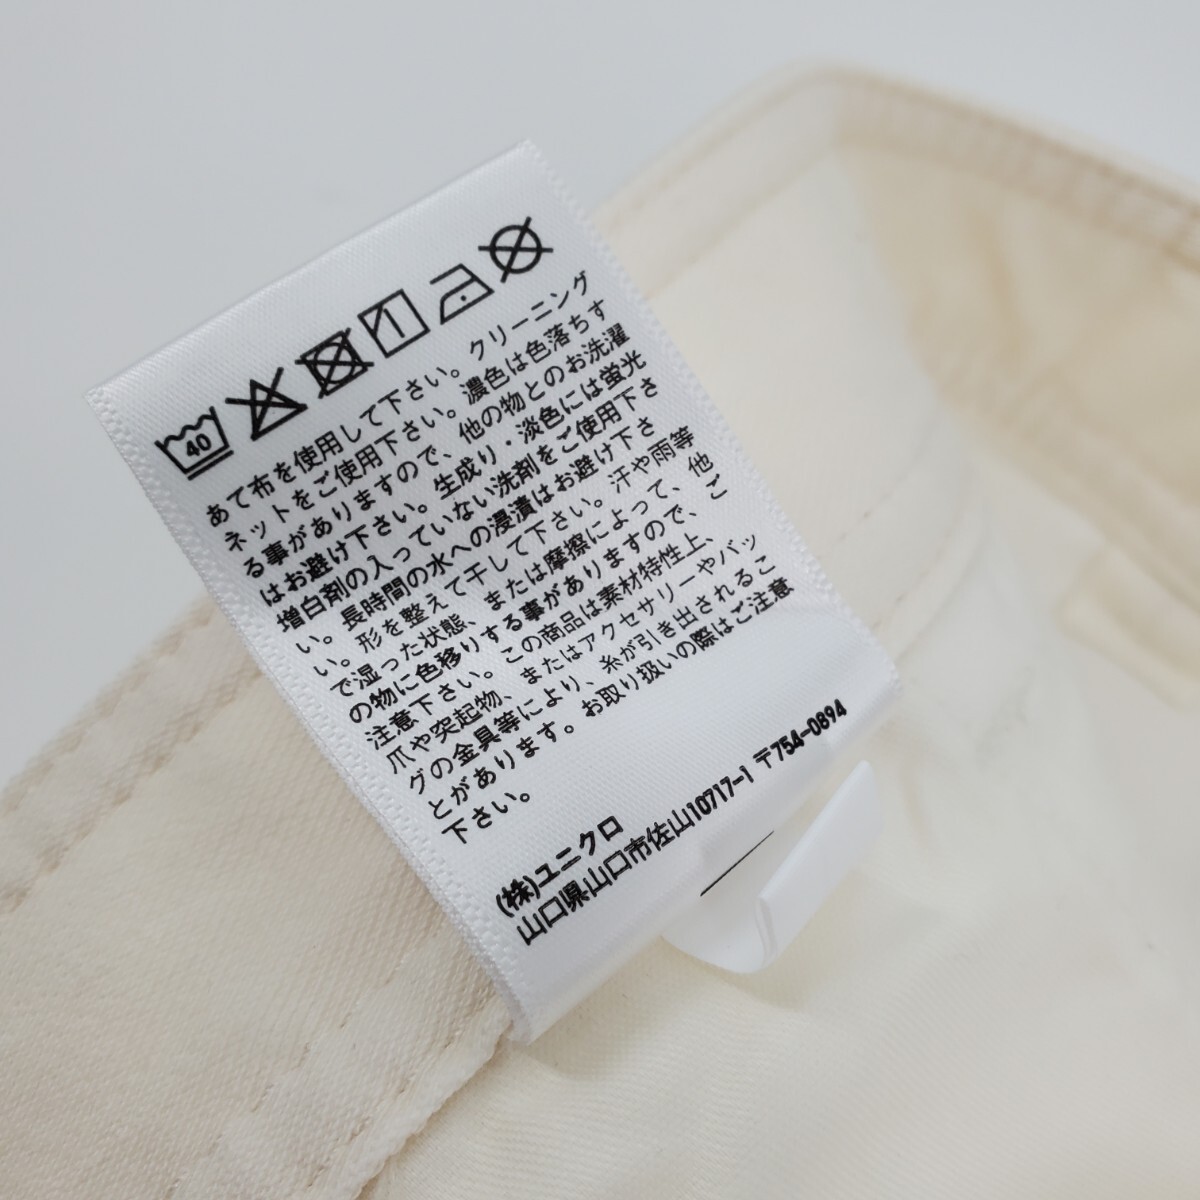 40
あて布を使用して下さい。クリーニング
ネットをご使用下さい。濃色は色落ちす
る事がありますので、他の物とのお洗濯
はお避け下さい。生成り・淡色には蛍光
増白剤の入っていない洗剤をご使用下さ
い。長時間の水への浸漬はお避け下さ
い。形を整えて干して下さい。汗や雨等
で湿った状態、または摩擦によって、他
の物に色移りする事がありますので、ご
注意下さい。この商品は素材特性上、
爪や突起物、またはアクセサリーやバッ
グの金具等により、糸が引き出されるこ
とがあります。お取り扱いの際はご注意
下さい。
(株)ユニクロ
山口県山口市佐山10717-1 〒754-0894